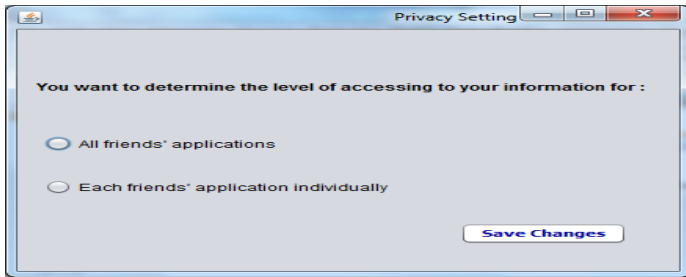 Privacy Setting
You want to determine the level of accessing to your information for :
All friends' applications
Each friends' application individually
Save Changes